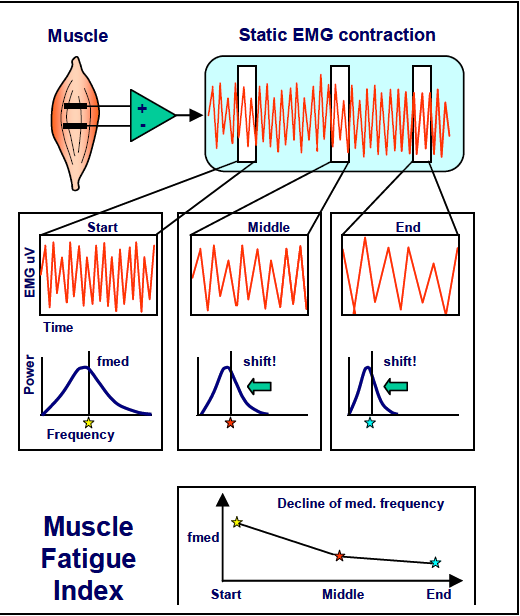 Muscle
Static EMG contraction
+
-
Start
Middle
End
EMG uV
Time
Power
fmed
shift!
shift!
Frequency
Muscle
Fatigue
Index
Decline of med. frequency
fmed
Start
Middle
End